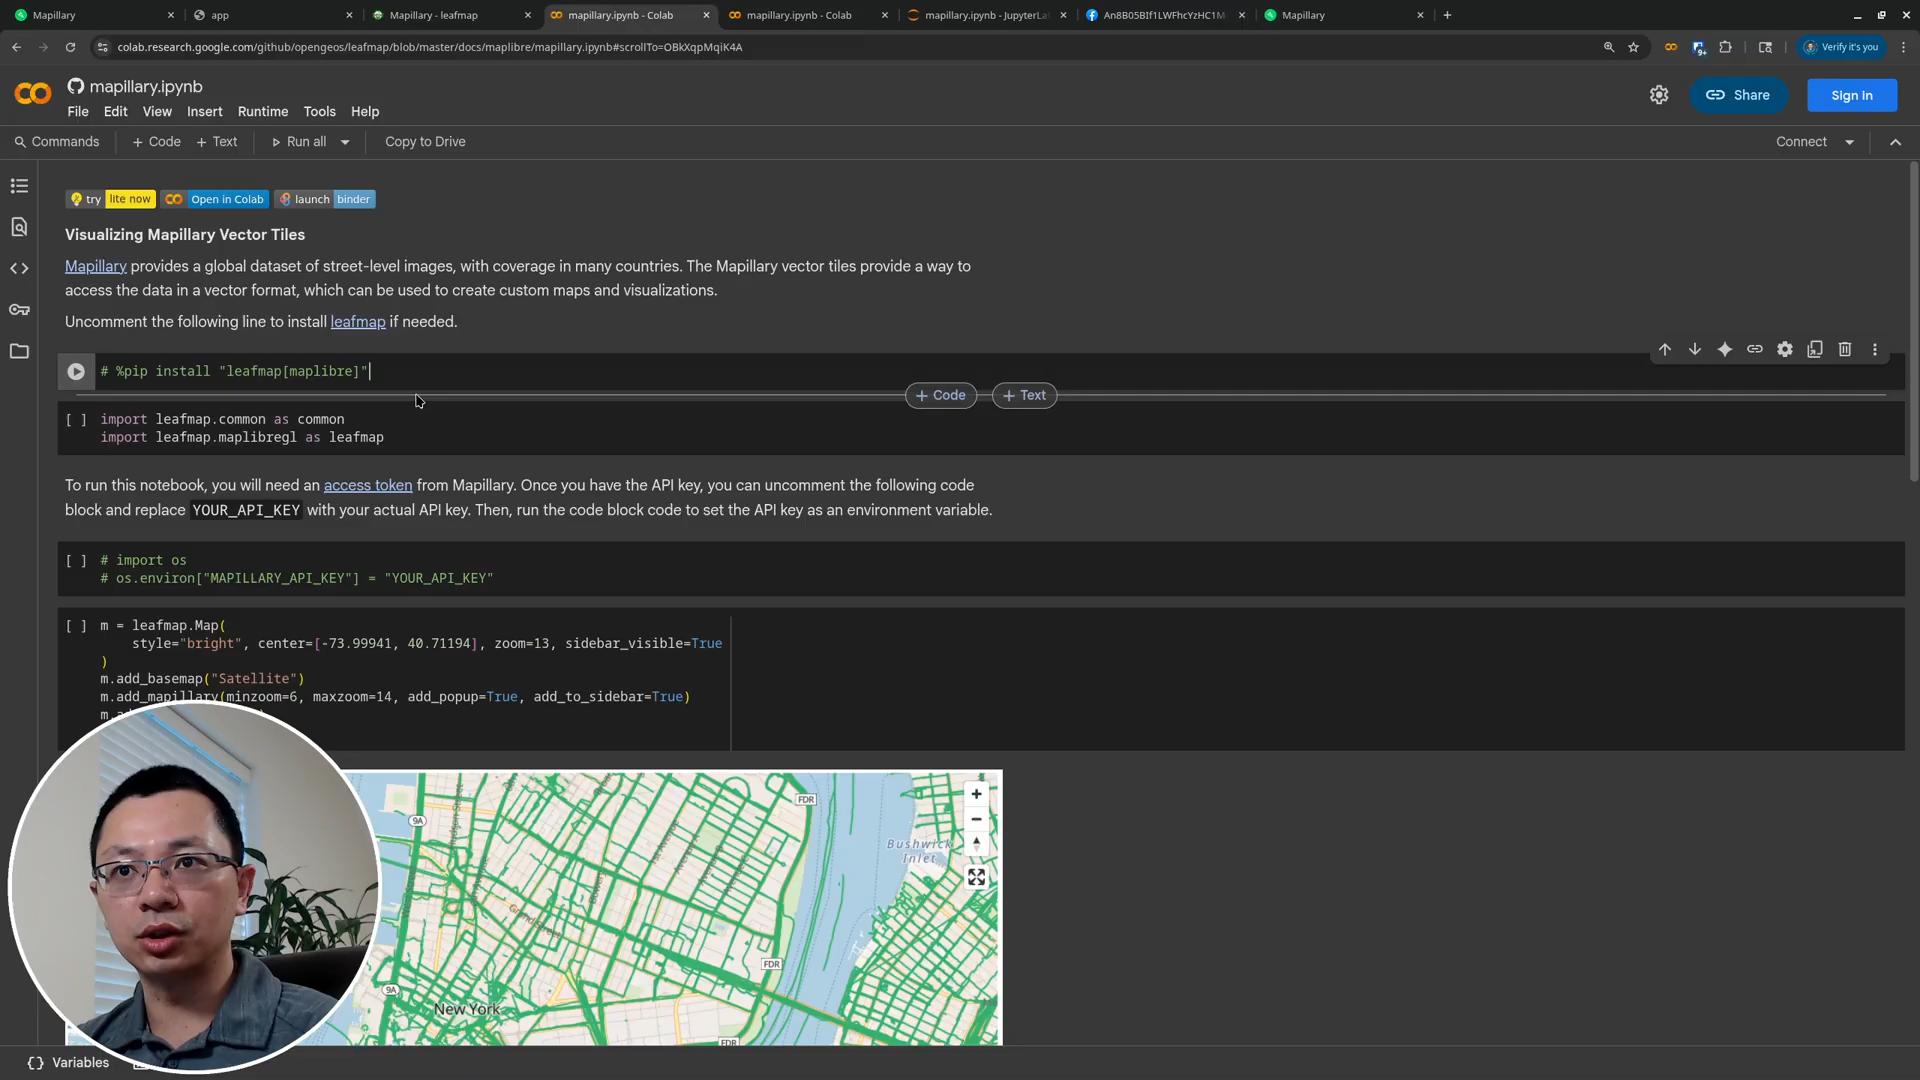 Mapillary
app
Mapillary - leafmap
mapillary.ipynb - Colab
mapillary.ipynb - Colab
mapillary.ipynb - JupyterLa
An8B05BIf1LWFhcYzHC1M
Mapillary
colab.research.google.com/github/opengeos/leafmap/blob/master/docs/maplibre/mapillary.ipynb#scrollTo=OBkXqpMqiK4A
9+
Verify it's you
mapillary.ipynb
File Edit View Insert Runtime Tools Help
Share
Sign In
Commands + Code + Text Run all Copy to Drive
Connect
try lite now Open in Colab launch binder
Visualizing Mapillary Vector Tiles
Mapillary provides a global dataset of street-level images, with coverage in many countries. The Mapillary vector tiles provide a way to
access the data in a vector format, which can be used to create custom maps and visualizations.
Uncomment the following line to install leafmap if needed.
# %pip install "leafmap[maplibre]"
+ Code + Text
[ ] import leafmap.common as common
import leafmap.maplibregl as leafmap
To run this notebook, you will need an access token from Mapillary. Once you have the API key, you can uncomment the following code
block and replace YOUR_API_KEY with your actual API key. Then, run the code block code to set the API key as an environment variable.
[ ] # import os
# os.environ["MAPILLARY_API_KEY"] = "YOUR_API_KEY"
[ ] m = leafmap.Map(
style="bright", center=[-73.99941, 40.71194], zoom=13, sidebar_visible=True
)
m.add_basemap("Satellite")
m.add_mapillary(minzoom=6, maxzoom=14, add_popup=True, add_to_sidebar=True)
FDR
9A
Bushwick
Inlet
Grand Street
FDR
9A
New York
FDR
{} Variables